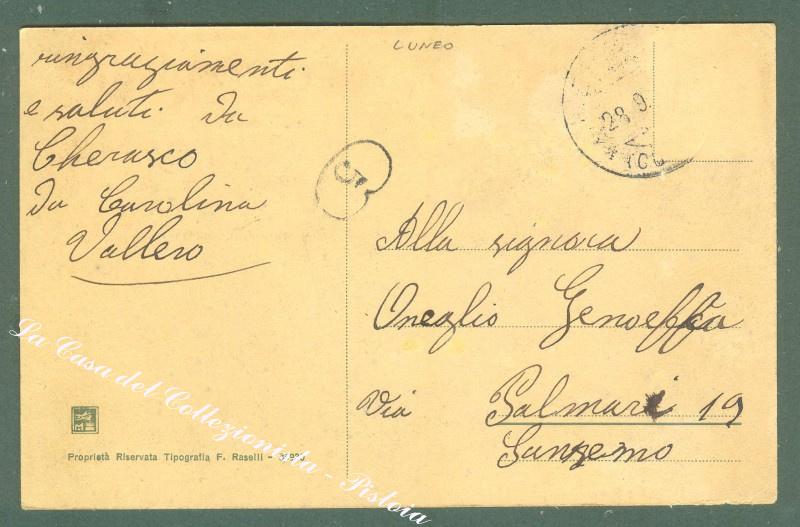 CUNEO
ringraziamenti
e saluti da
Cherasco
da Carolina
Vallero
5
28 9
Alla signora
Oneglio Genoeffa
Via Palmari 19
Sanremo
Proprietà Riservata Tipografia F. Raselli -
La Casa del Collezionista - Pistoia